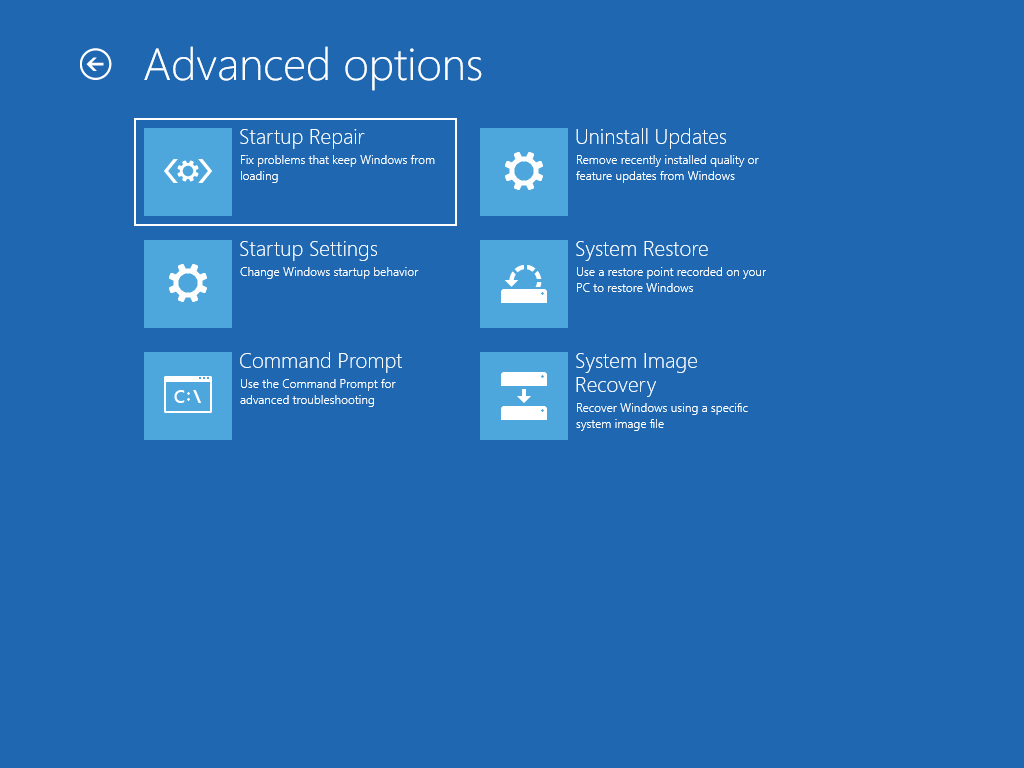 Advanced options
Startup Repair
Fix problems that keep Windows from
loading
Uninstall Updates
Remove recently installed quality or
feature updates from Windows
Startup Settings
Change Windows startup behavior
System Restore
Use a restore point recorded on your
PC to restore Windows
C:\
Command Prompt
Use the Command Prompt for
advanced troubleshooting
System Image
Recovery
Recover Windows using a specific
system image file